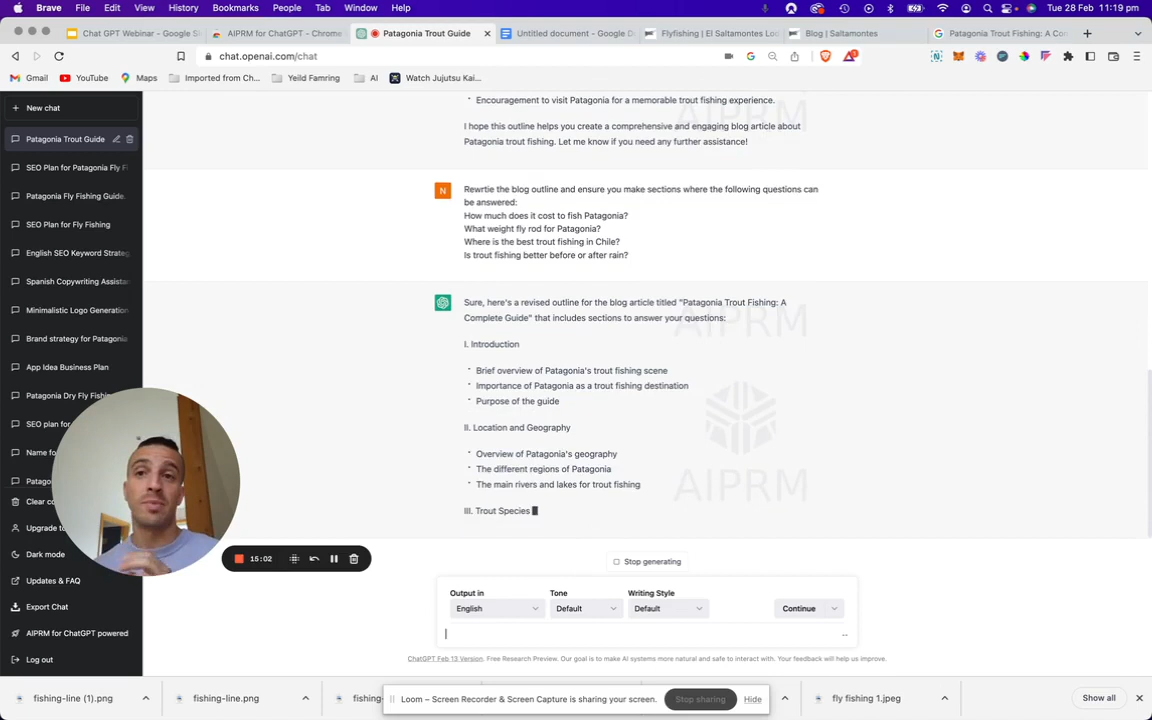 Brave File Edit View History Bookmarks People Tab Window Help
Tue 28 Feb 11:19 pm
Chat GPT Webinar - Google Sl
AIPRM for ChatGPT - Chrome
Patagonia Trout Guide
Untitled document - Google D
Flyfishing | El Saltamontes Lod
Blog | Saltamontes
Patagonia Trout Fishing: A Con
chat.openai.com/chat
Gmail YouTube Maps Imported from Ch... Yeild Famring AI Watch Jujutsu Kai...
New chat
Patagonia Trout Guide
SEO Plan for Patagonia Fly F
Patagonia Fly Fishing Guide.
SEO Plan for Fly Fishing
English SEO Keyword Strateg
Spanish Copywriting Assistan
Minimalistic Logo Generation
Brand strategy for Patagonia
App Idea Business Plan
Patagonia Dry Fly Fishi
SEO plan for
Name fo
Patago
Clear co
Upgrade to
Dark mode
Updates & FAQ
Export Chat
AIPRM for ChatGPT powered
Log out
Encouragement to visit Patagonia for a memorable trout fishing experience.
I hope this outline helps you create a comprehensive and engaging blog article about
Patagonia trout fishing. Let me know if you need any further assistance!
N
Rewrtie the blog outline and ensure you make sections where the following questions can
be answered:
How much does it cost to fish Patagonia?
What weight fly rod for Patagonia?
Where is the best trout fishing in Chile?
Is trout fishing better before or after rain?
Sure, here's a revised outline for the blog article titled "Patagonia Trout Fishing: A
Complete Guide" that includes sections to answer your questions:
I. Introduction
Brief overview of Patagonia's trout fishing scene
Importance of Patagonia as a trout fishing destination
Purpose of the guide
II. Location and Geography
Overview of Patagonia's geography
The different regions of Patagonia
The main rivers and lakes for trout fishing
III. Trout Species
AIPRM
AIPRM
AIPRM
15:02
Stop generating
Output in Tone Writing Style
English Default Default Continue
ChatGPT Feb 13 Version. Free Research Preview. Our goal is to make AI systems more natural and safe to interact with. Your feedback will help us improve.
fishing-line (1).png
fishing-line.png
fishing-
Loom – Screen Recorder & Screen Capture is sharing your screen.
Stop sharing
Hide
fly fishing 1.jpeg
Show all